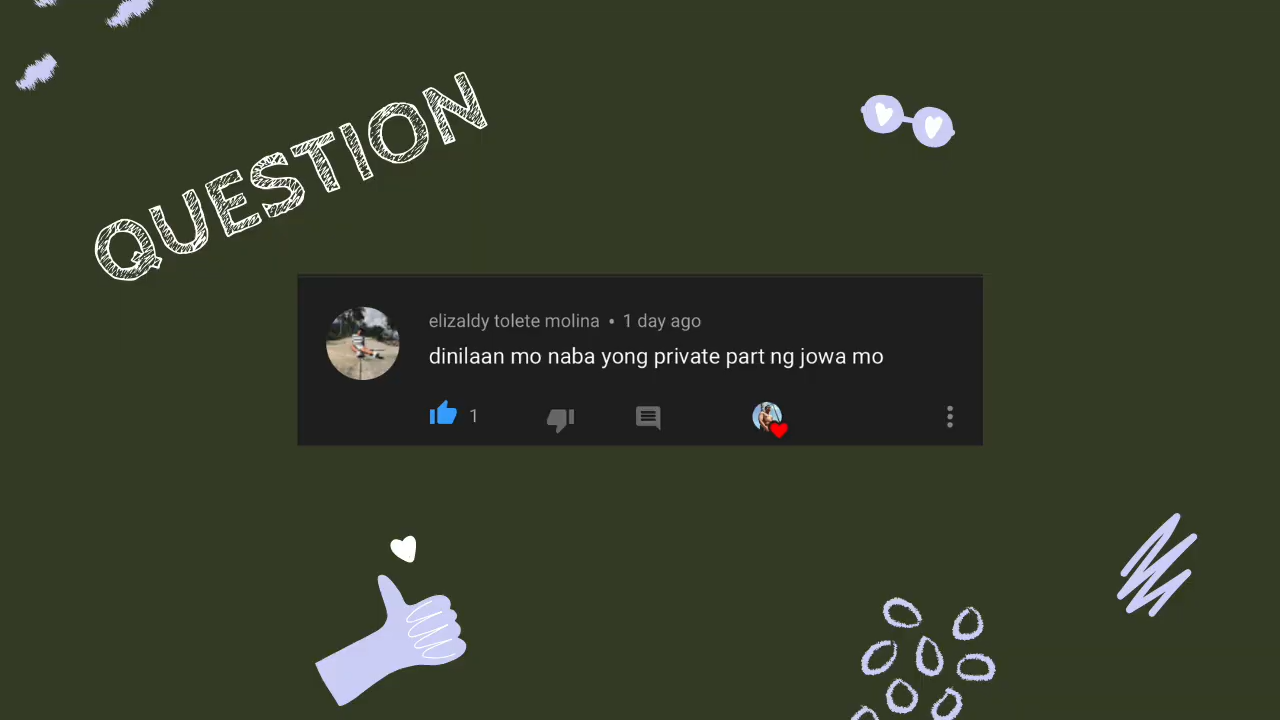 QUESTION
elizaldy tolete molina • 1 day ago
dinilaan mo naba yong private part ng jowa mo
1